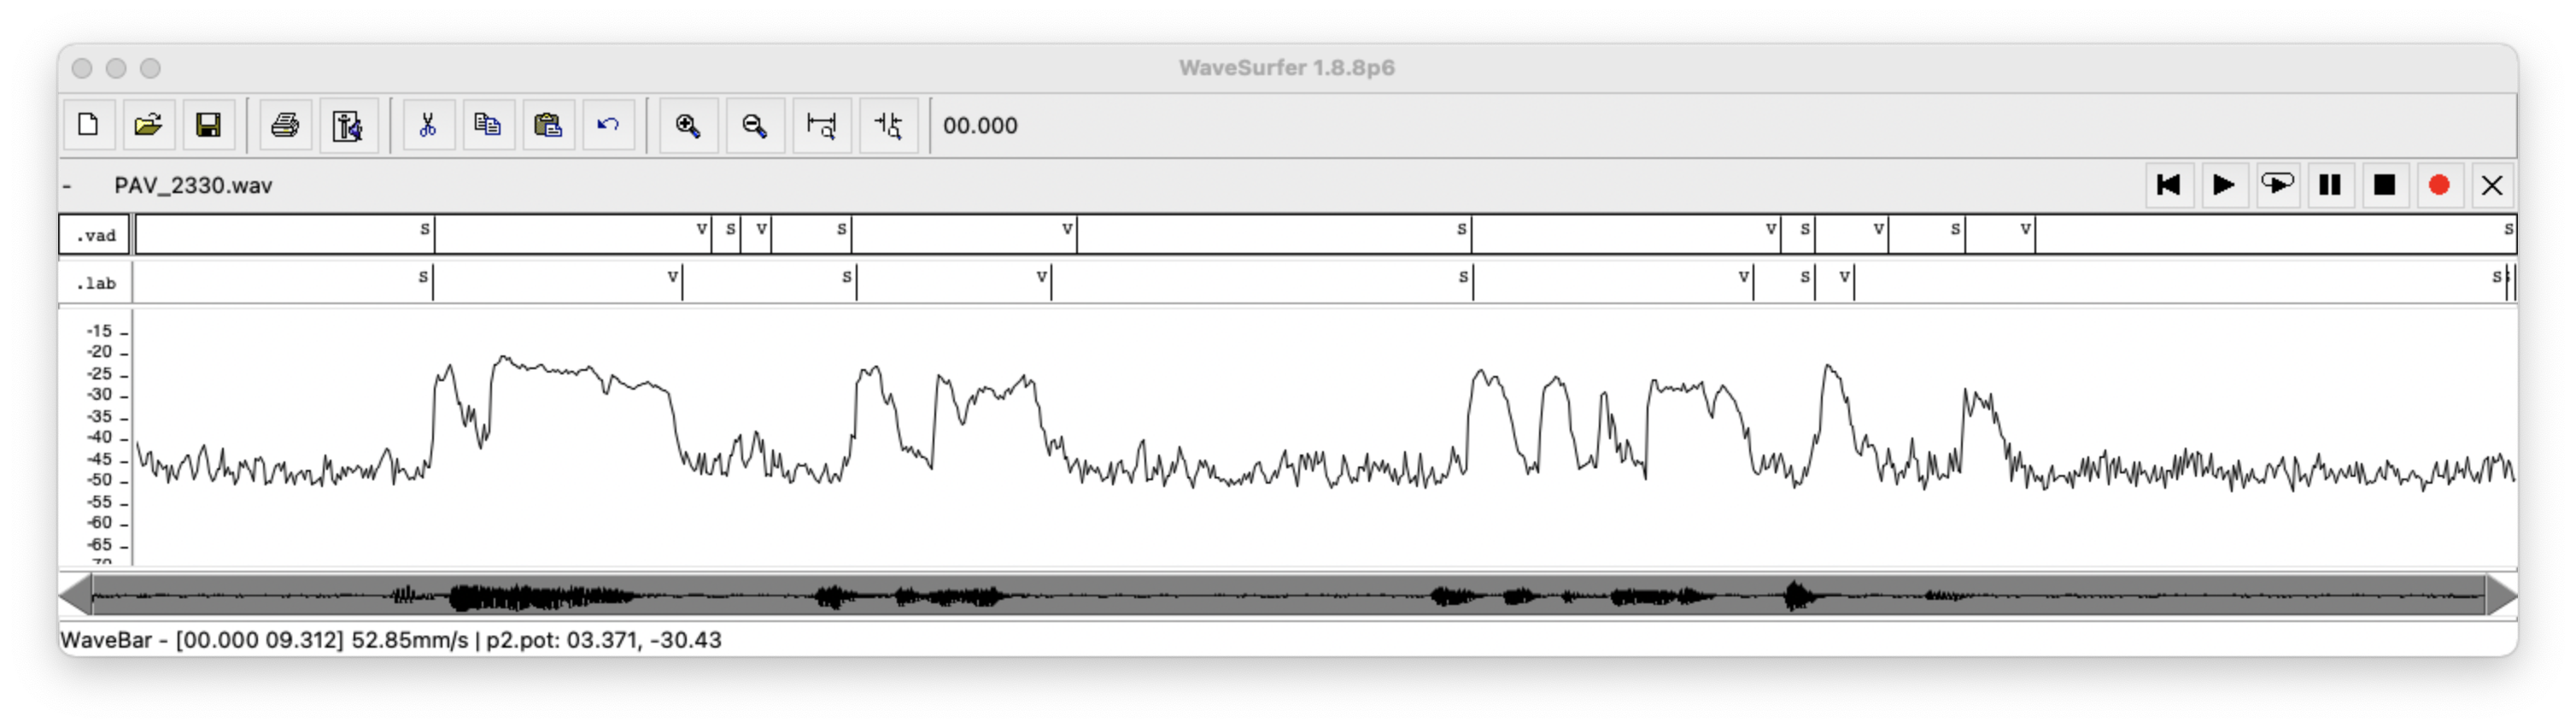 WaveSurfer 1.8.8p6
00.000
- PAV_2330.wav
.vad s v s v s v s v s v s v s
.lab s v s v s v s v s
-15
-20
-25
-30
-35
-40
-45
-50
-55
-60
-65
-70
WaveBar - [00.000 09.312] 52.85mm/s | p2.pot: 03.371, -30.43